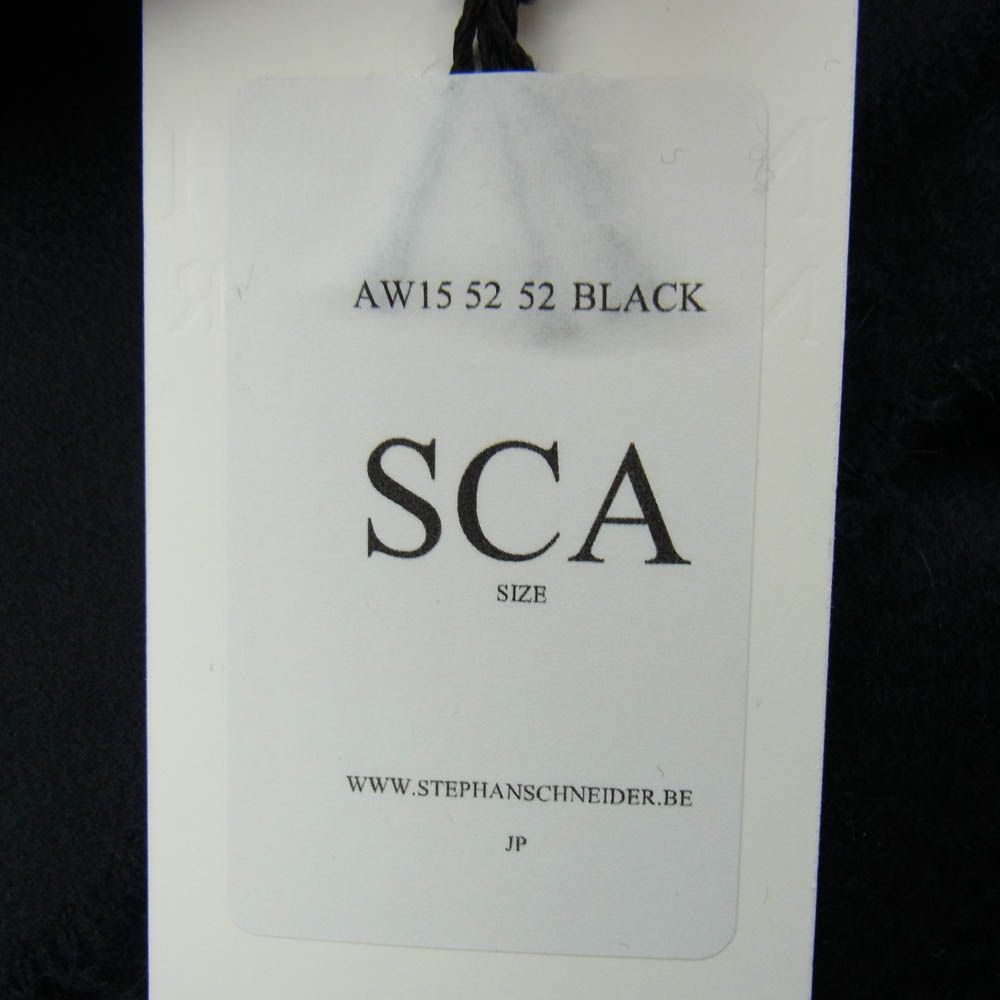 AW15 52 52 BLACK
SCA
SIZE
WWW.STEPHANSCHNEIDER.BE
JP